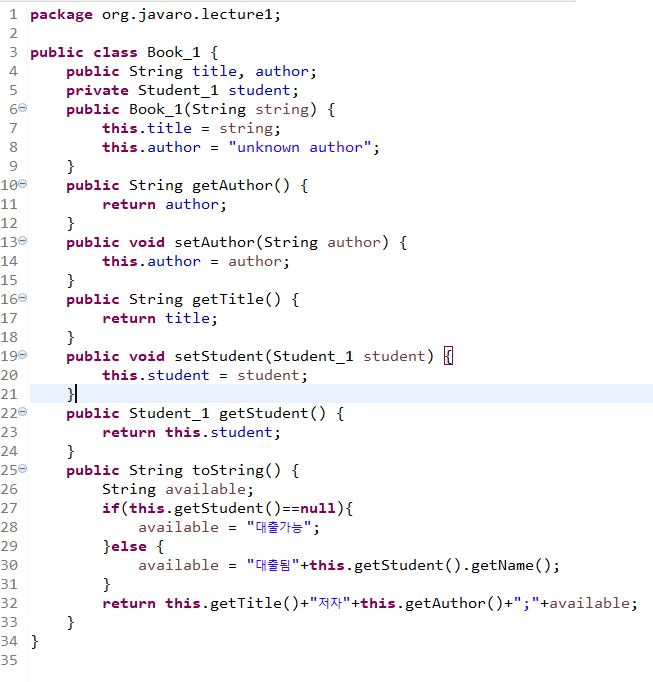 1 package org.javaro.lecture1;
2
3 public class Book_1 {
4     public String title, author;
5     private Student_1 student;
6     public Book_1(String string) {
7         this.title = string;
8         this.author = "unknown author";
9     }
10     public String getAuthor() {
11         return author;
12     }
13     public void setAuthor(String author) {
14         this.author = author;
15     }
16     public String getTitle() {
17         return title;
18     }
19     public void setStudent(Student_1 student) {
20         this.student = student;
21     }
22     public Student_1 getStudent() {
23         return this.student;
24     }
25     public String toString() {
26         String available;
27         if(this.getStudent()==null){
28             available = "대출가능";
29         }else {
30             available = "대출됨"+this.getStudent().getName();
31         }
32         return this.getTitle()+"저자"+this.getAuthor()+";"+available;
33     }
34 }
35